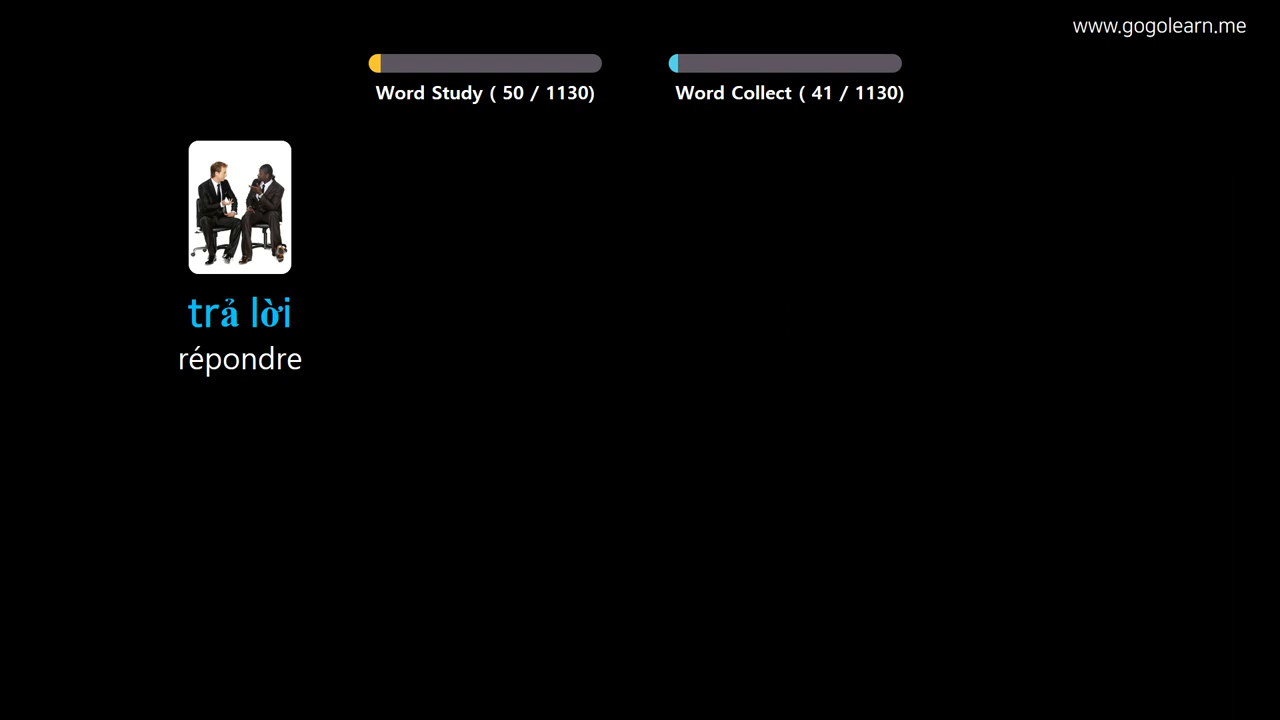 www.gogolearn.me
Word Study ( 50 / 1130)
Word Collect ( 41 / 1130)
trả lời
répondre